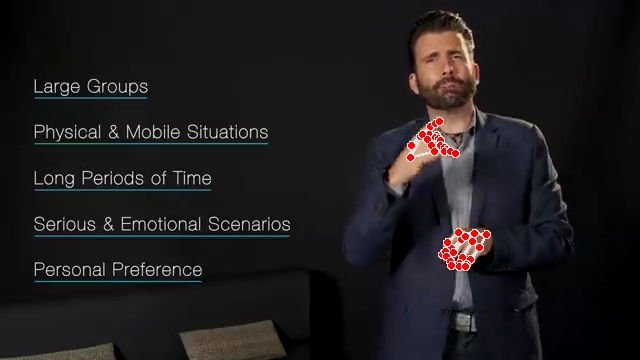 Large Groups
Physical & Mobile Situations
Long Periods of Time
Serious & Emotional Scenarios
Personal Preference